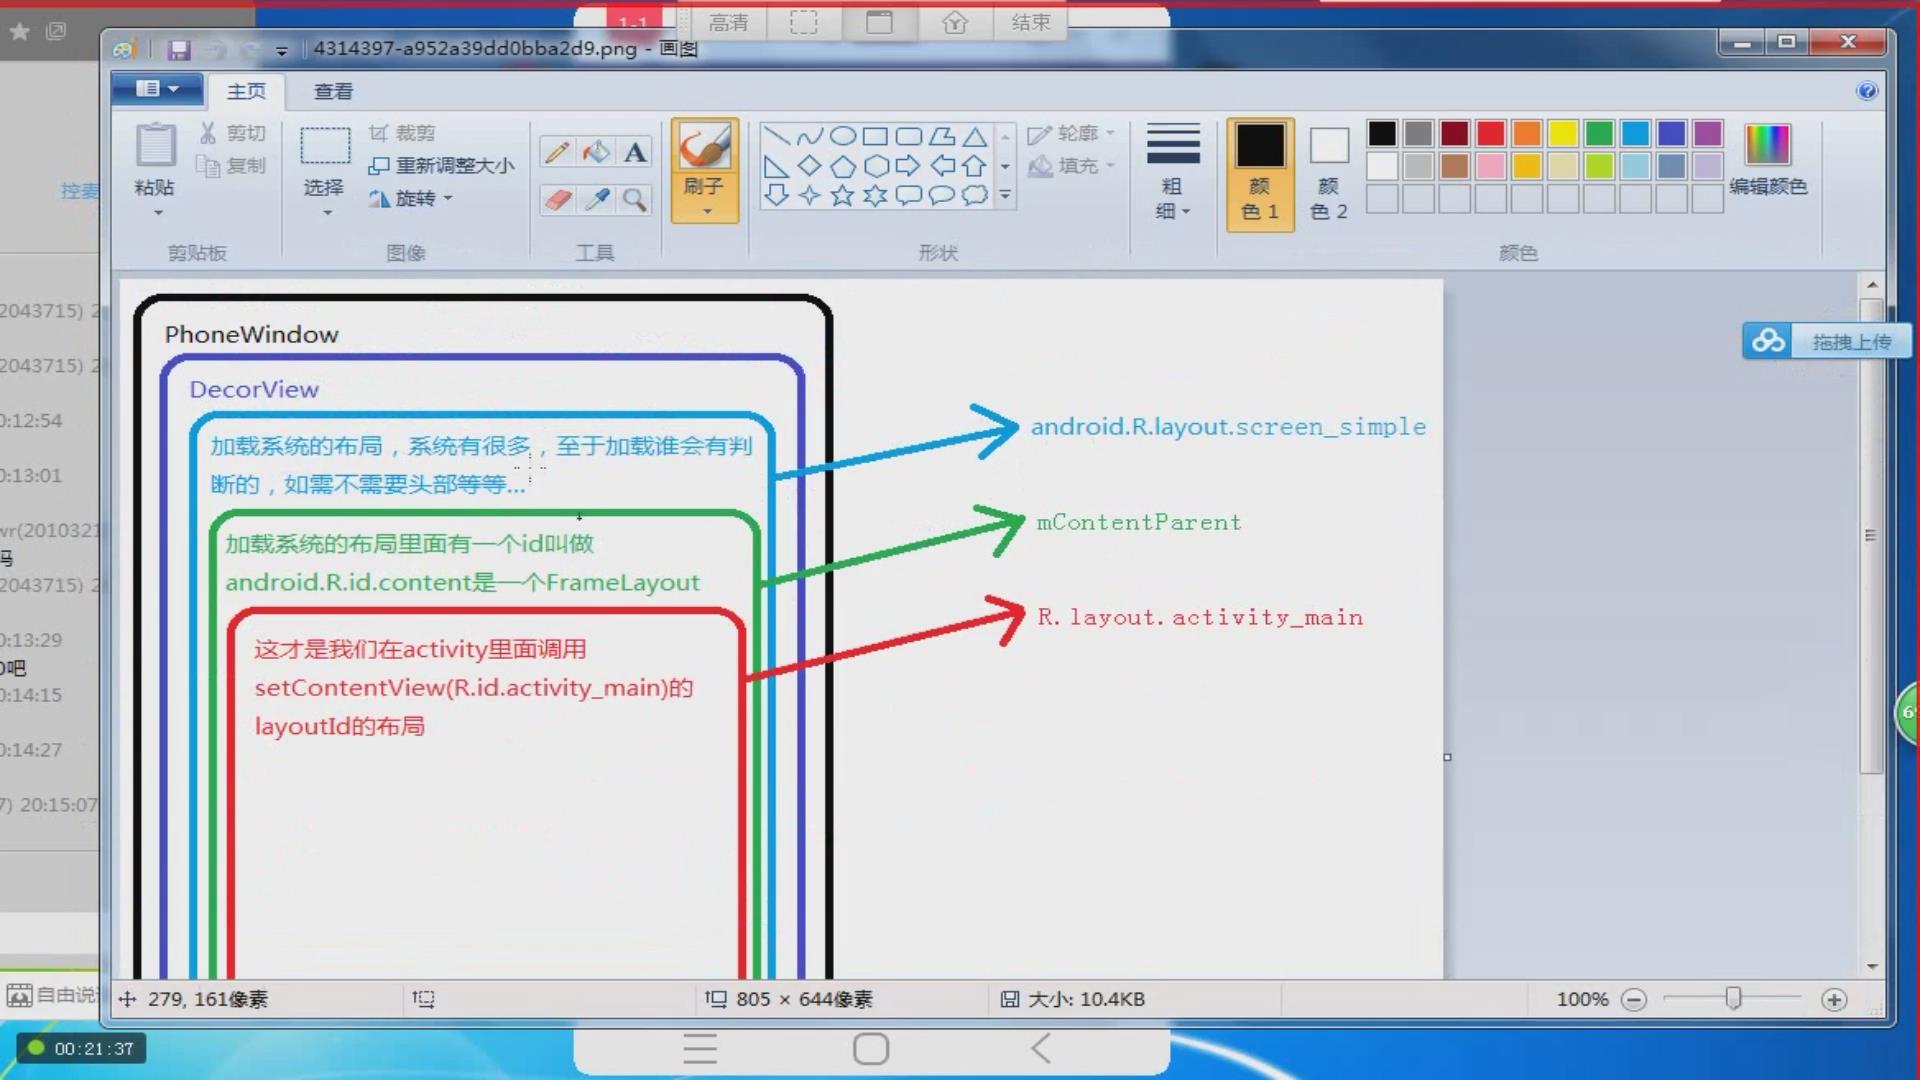 1-1
高清
结束
4314397-a952a39dd0bba2d9.png - 画图
主页
查看
剪切
裁剪
轮廓
复制
重新调整大小
填充
粘贴
选择
旋转
刷子
粗
细
颜
色 1
颜
色 2
编辑颜色
剪贴板
图像
工具
形状
颜色
控麦
2043715) 2
2043715) 2
0:12:54
0:13:01
wr(2010321
吗
2043715) 2
0:13:29
吧
0:14:15
0:14:27
7) 20:15:07
自由说
PhoneWindow
DecorView
加载系统的布局，系统有很多，至于加载谁会有判
断的，如需不需要头部等等...
android.R.layout.screen_simple
加载系统的布局里面有一个id叫做
android.R.id.content是一个FrameLayout
mContentParent
这才是我们在activity里面调用
setContentView(R.id.activity_main)的
layoutId的布局
R.layout.activity_main
拖拽上传
6
279, 161像素
805 × 644像素
大小: 10.4KB
100%
00:21:37